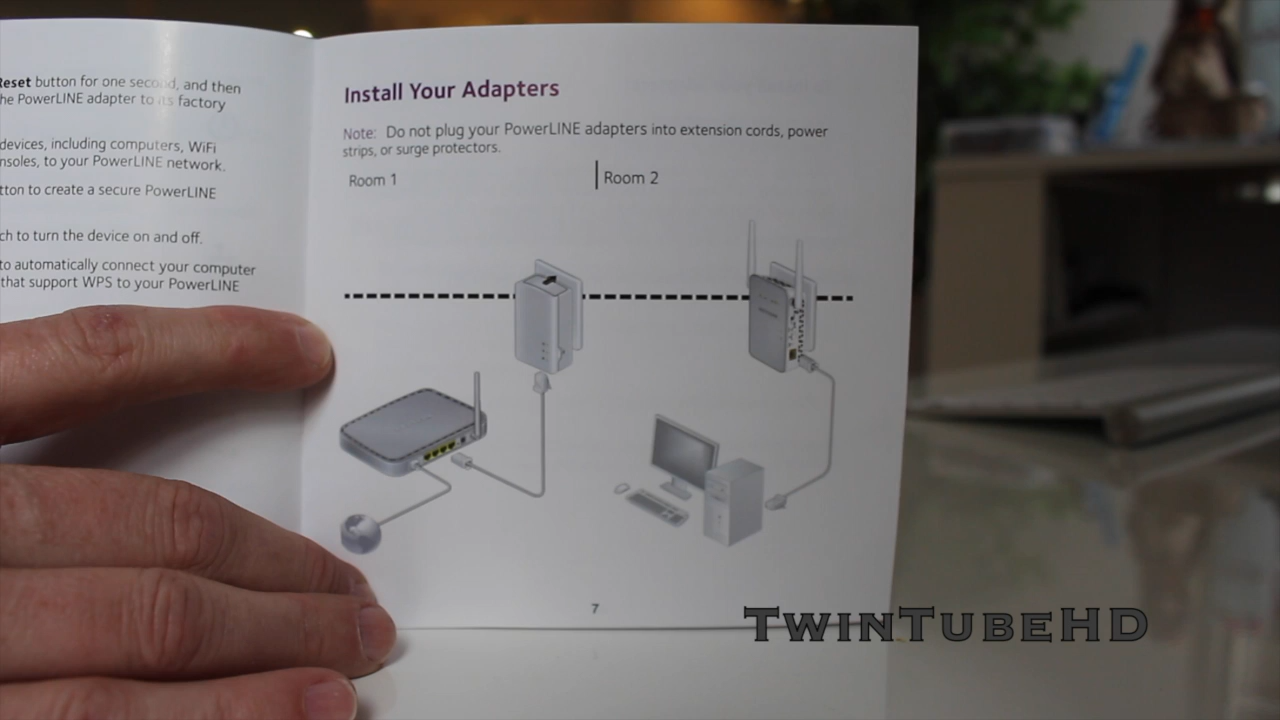 Reset button for one second, and then
he PowerLINE adapter to its factory
devices, including computers, WiFi
nsoles, to your PowerLINE network.
tton to create a secure PowerLINE
ch to turn the device on and off.
to automatically connect your computer
that support WPS to your PowerLINE
Install Your Adapters
Note: Do not plug your PowerLINE adapters into extension cords, power
strips, or surge protectors.
Room 1
Room 2
7
TwinTubeHD